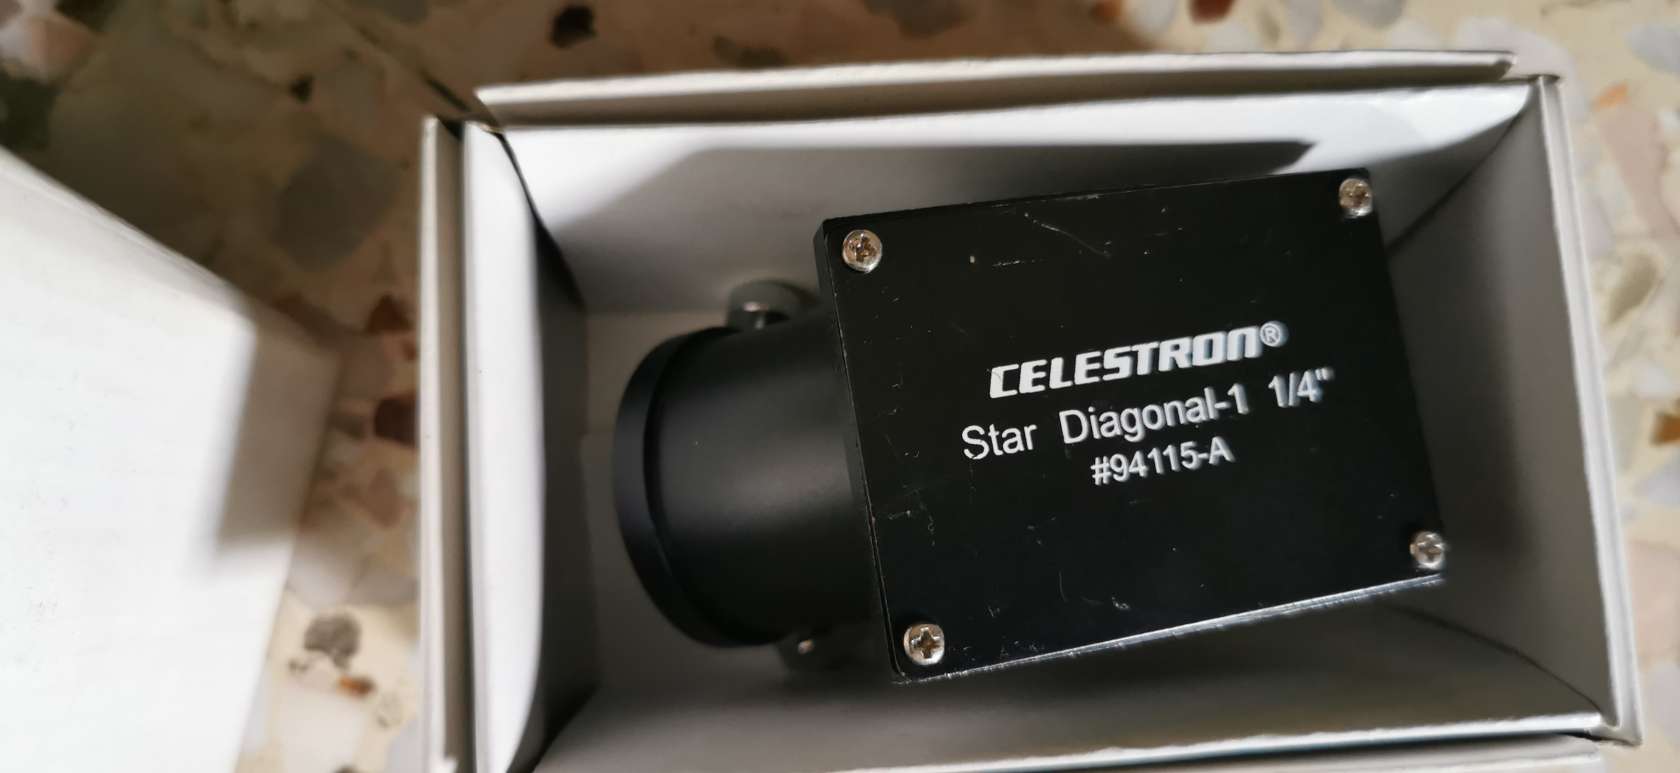 CELESTRON®
Star Diagonal-1 1/4"
#94115-A